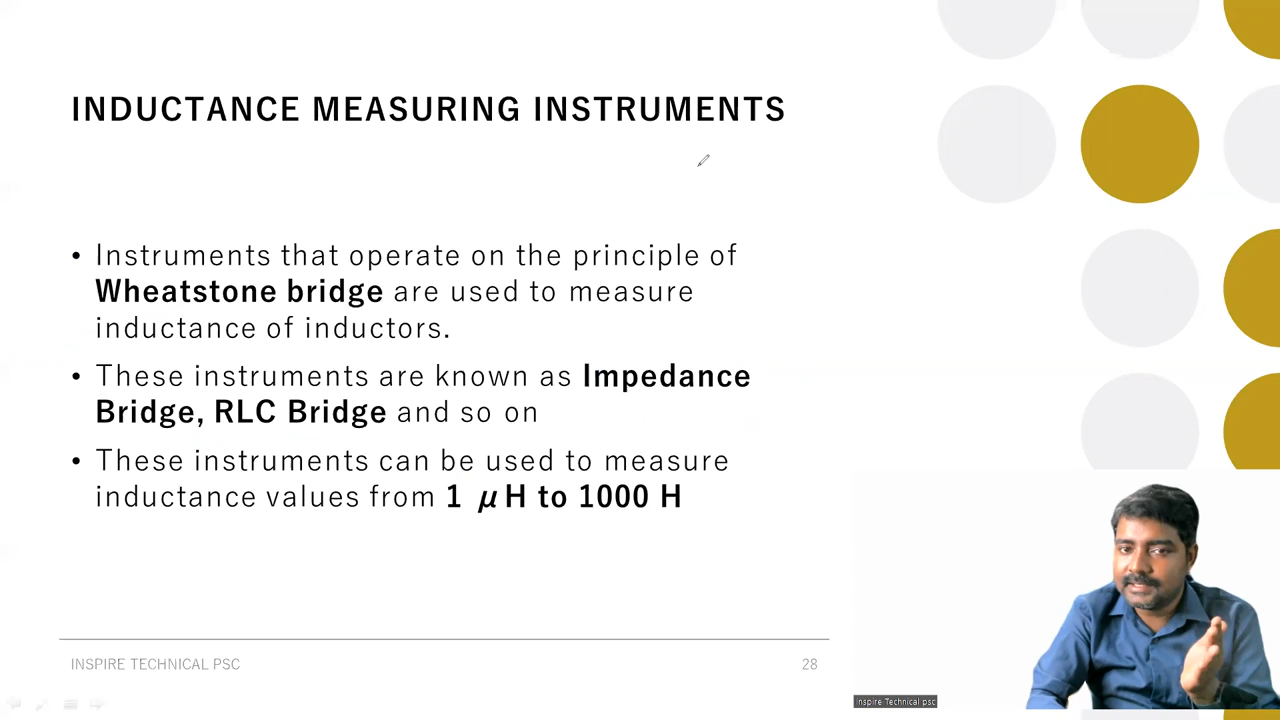 INDUCTANCE MEASURING INSTRUMENTS
• Instruments that operate on the principle of
Wheatstone bridge are used to measure
inductance of inductors.
• These instruments are known as Impedance
Bridge, RLC Bridge and so on
• These instruments can be used to measure
inductance values from 1 μH to 1000 H
INSPIRE TECHNICAL PSC
28
Inspire Technical psc